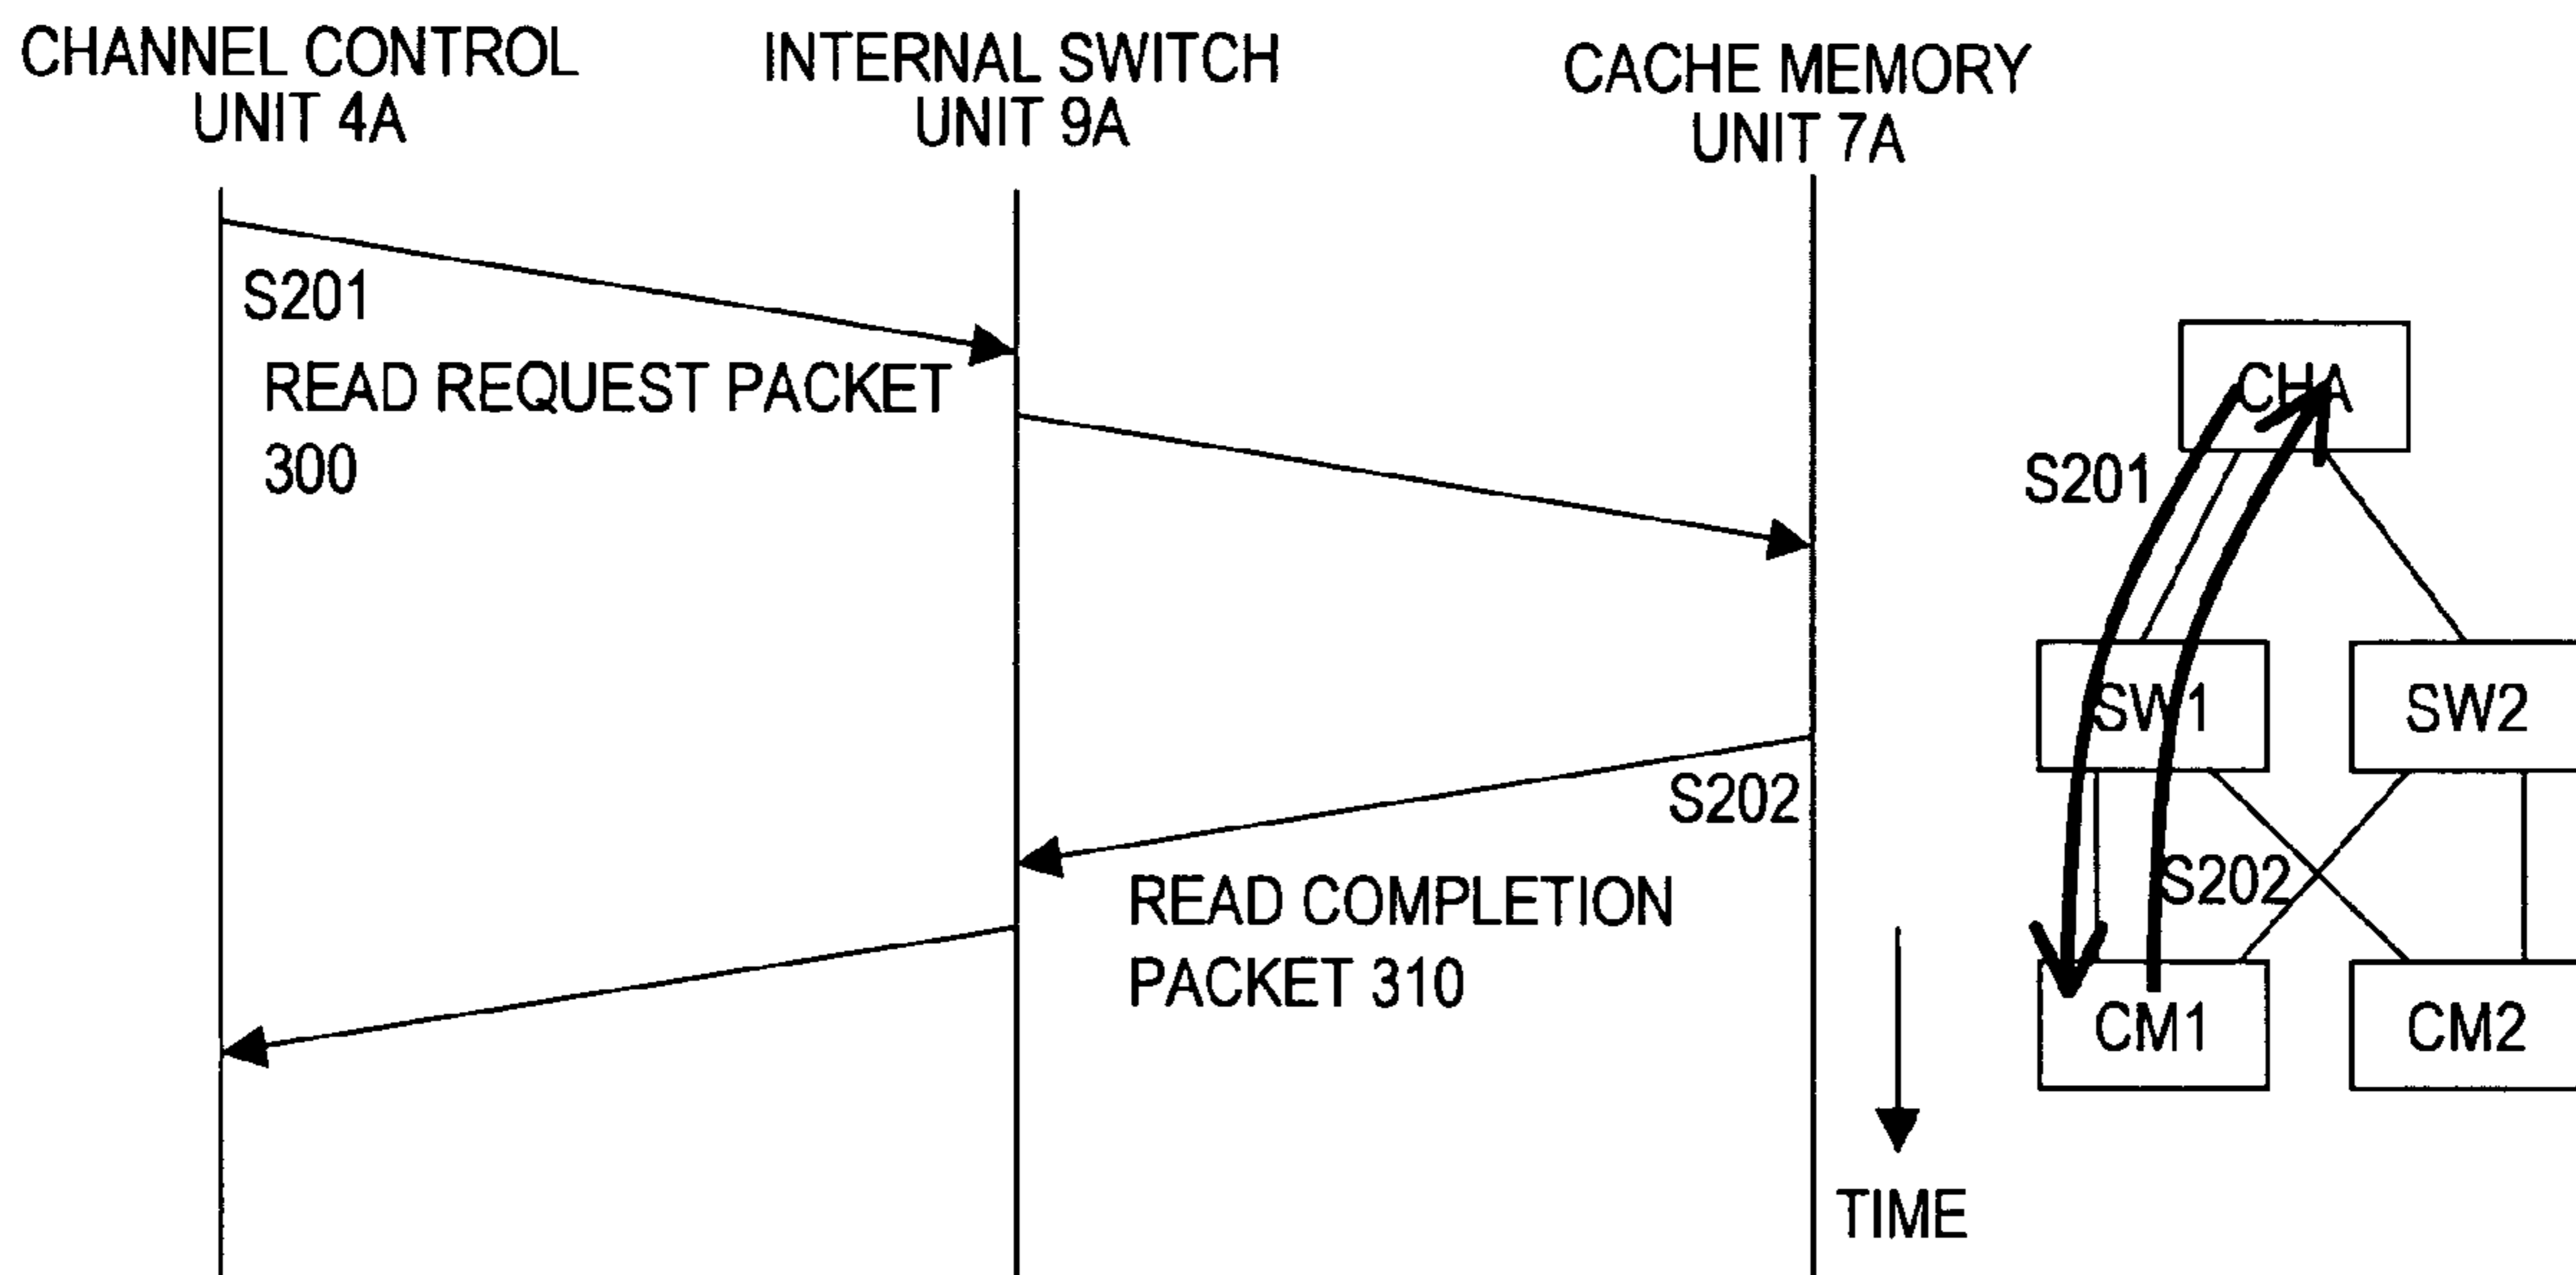 CHANNEL CONTROL
UNIT 4A
INTERNAL SWITCH
UNIT 9A
CACHE MEMORY
UNIT 7A
S201
READ REQUEST PACKET
300
S202
READ COMPLETION
PACKET 310
TIME
CHA
S201
SW1
SW2
S202
CM1
CM2